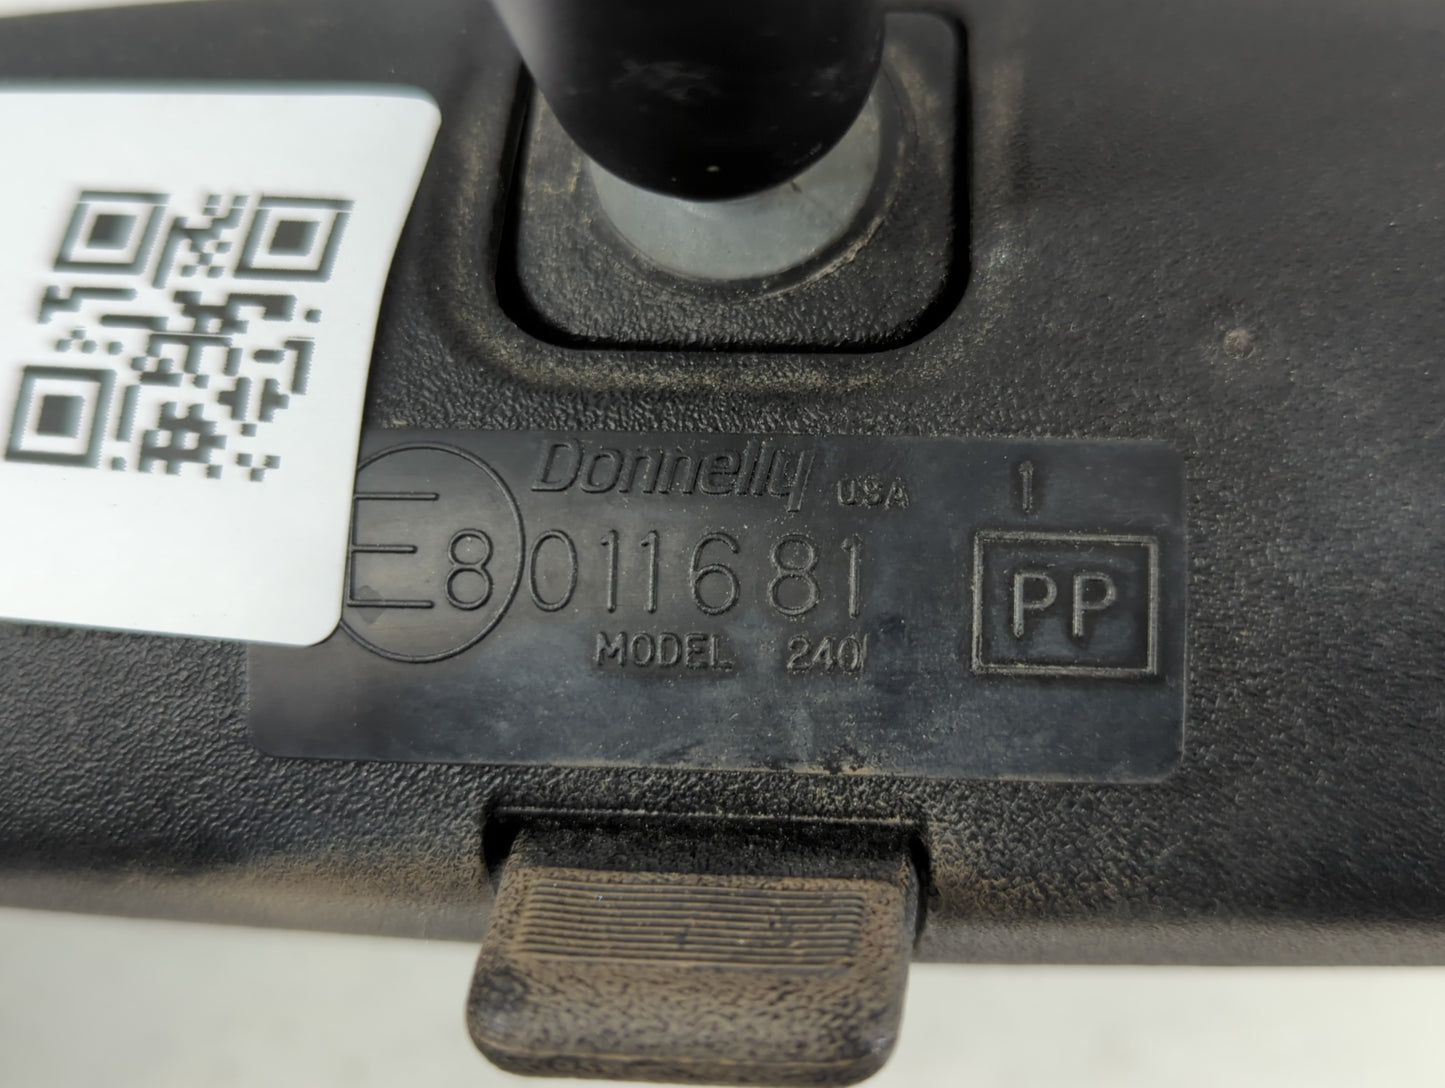 Donnelly USA 1
E8 011681
MODEL 240
PP